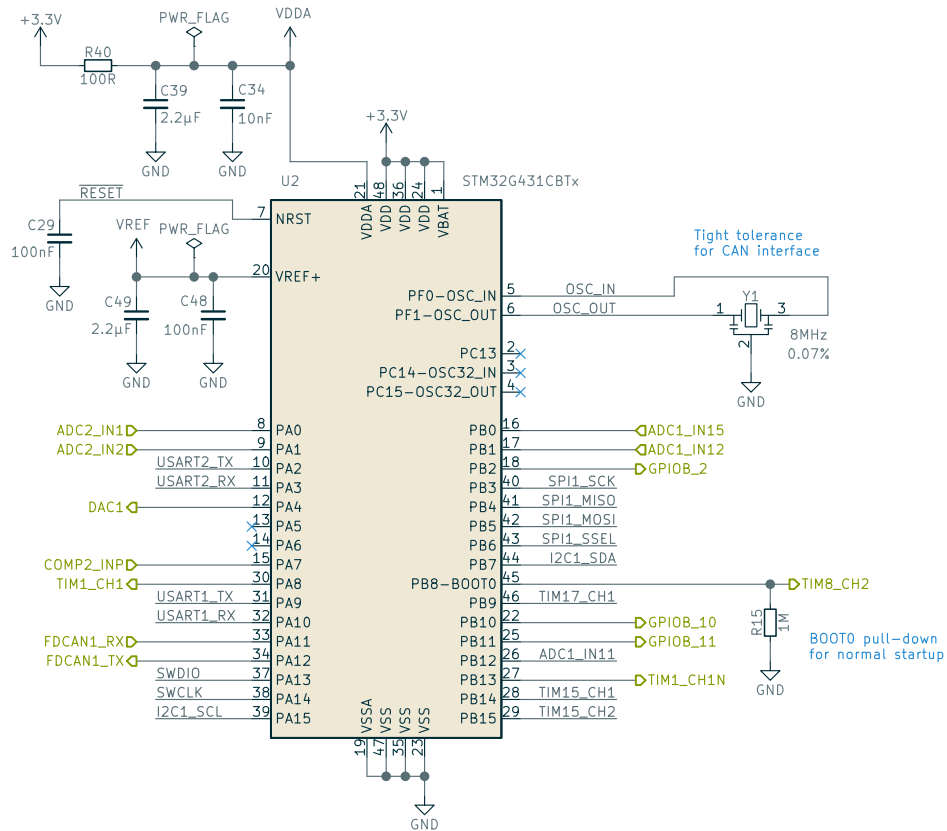 +3.3V
PWR_FLAG
VDDA
R40
100R
C39
2.2µF
C34
10nF
GND
GND
+3.3V
U2
STM32G431CBTx
21
48
36
24
1
VDDA
VDD
VDD
VDD
VBAT
RESET
7
NRST
C29
100nF
GND
VREF
PWR_FLAG
20
VREF+
C49
2.2µF
C48
100nF
GND
GND
Tight tolerance
for CAN interface
PF0-OSC_IN
5
OSC_IN
PF1-OSC_OUT
6
OSC_OUT
Y1
1
3
2
8MHz
0.07%
GND
PC13
2
PC14-OSC32_IN
3
PC15-OSC32_OUT
4
ADC2_IN1
8
PA0
PB0
16
ADC1_IN15
ADC2_IN2
9
PA1
PB1
17
ADC1_IN12
USART2_TX
10
PA2
PB2
18
GPIOB_2
USART2_RX
11
PA3
PB3
40
SPI1_SCK
DAC1
12
PA4
PB4
41
SPI1_MISO
13
PA5
PB5
42
SPI1_MOSI
14
PA6
PB6
43
SPI1_SSEL
COMP2_INP
15
PA7
PB7
44
I2C1_SDA
TIM1_CH1
30
PA8
PB8-BOOT0
45
TIM8_CH2
USART1_TX
31
PA9
PB9
46
TIM17_CH1
USART1_RX
32
PA10
PB10
22
GPIOB_10
FDCAN1_RX
33
PA11
PB11
25
GPIOB_11
FDCAN1_TX
34
PA12
PB12
26
ADC1_IN11
SWDIO
37
PA13
PB13
27
TIM1_CH1N
SWCLK
38
PA14
PB14
28
TIM15_CH1
I2C1_SCL
39
PA15
PB15
29
TIM15_CH2
R15
1M
BOOT0 pull-down
for normal startup
GND
VSSA
VSS
VSS
VSS
19
47
35
23
GND